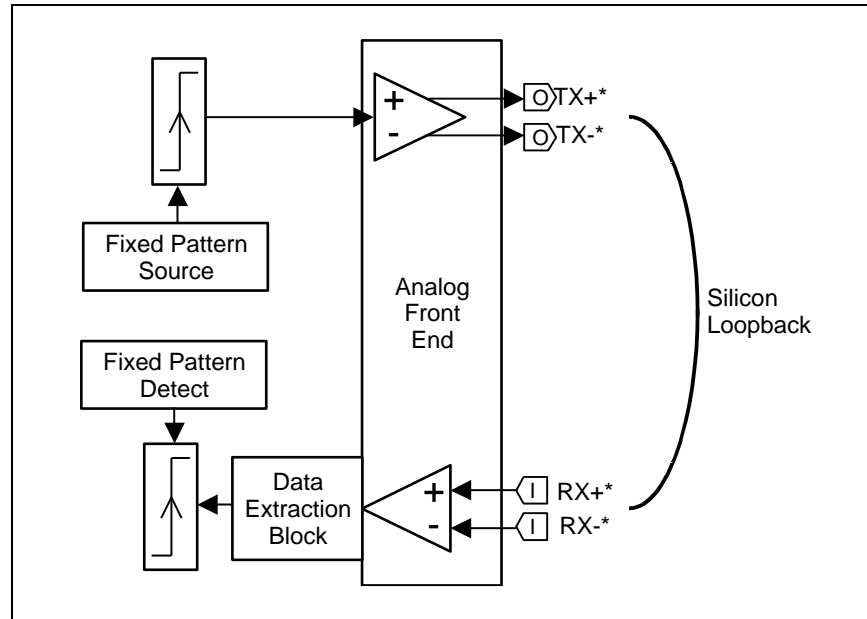 +
-
O TX+*
O TX-*
Fixed Pattern
Source
Analog
Front
End
Silicon
Loopback
Fixed Pattern
Detect
Data
Extraction
Block
+
-
I RX+*
I RX-*